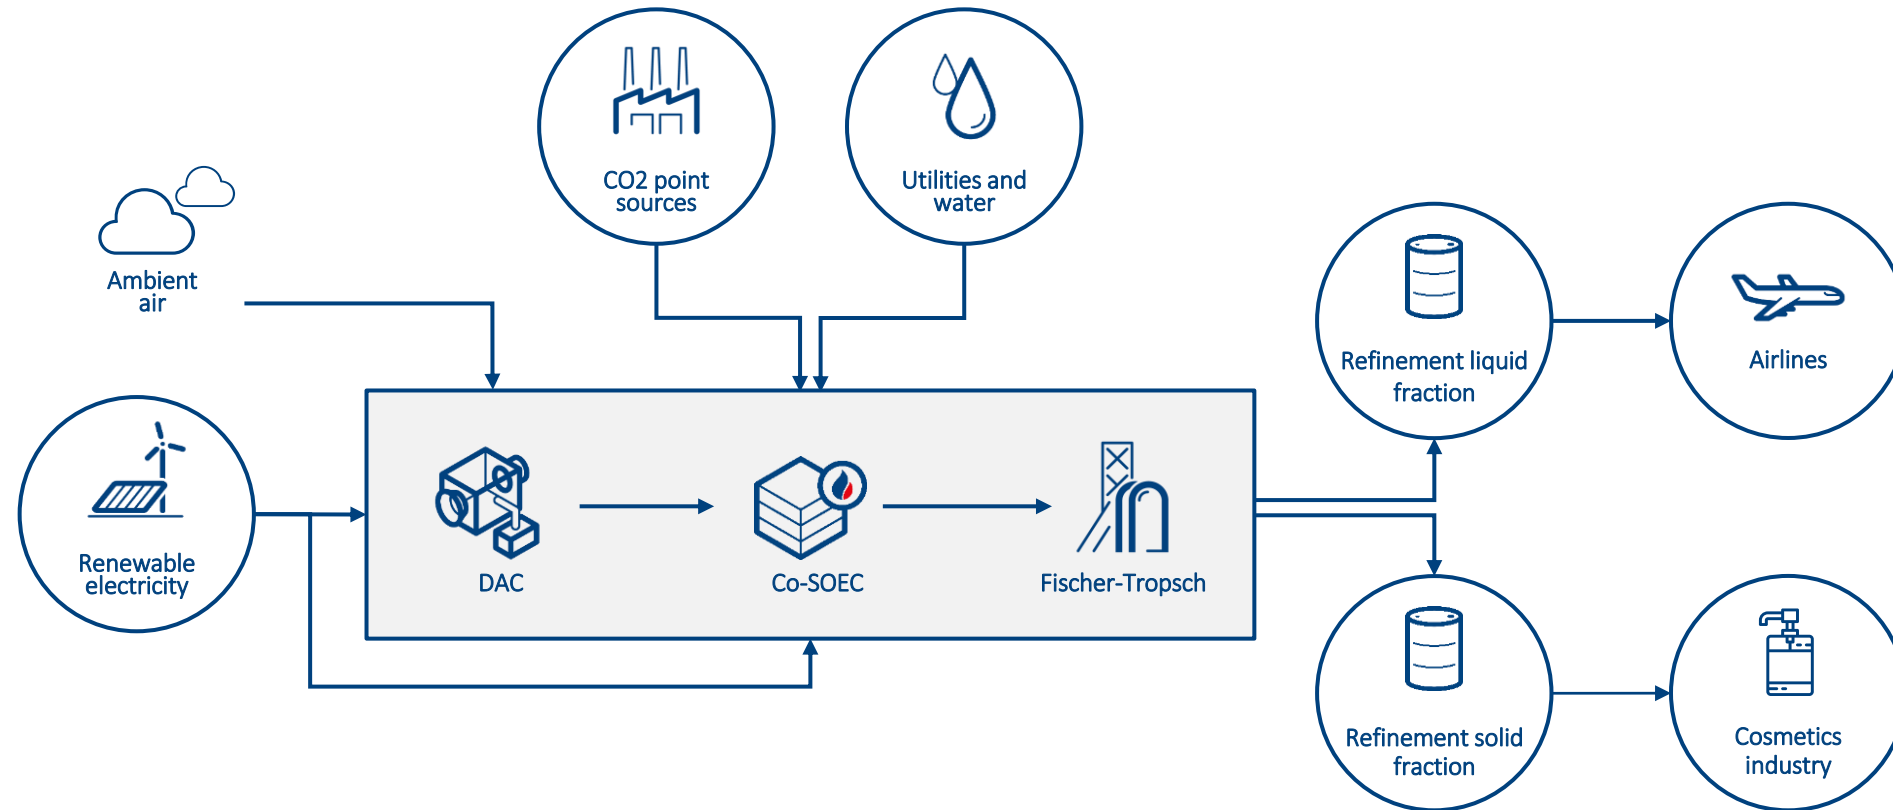 CO2 point
sources
Utilities and
water
Ambient
air
Refinement liquid
fraction
Airlines
Renewable
electricity
DAC
Co-SOEC
Fischer-Tropsch
Refinement solid
fraction
Cosmetics
industry